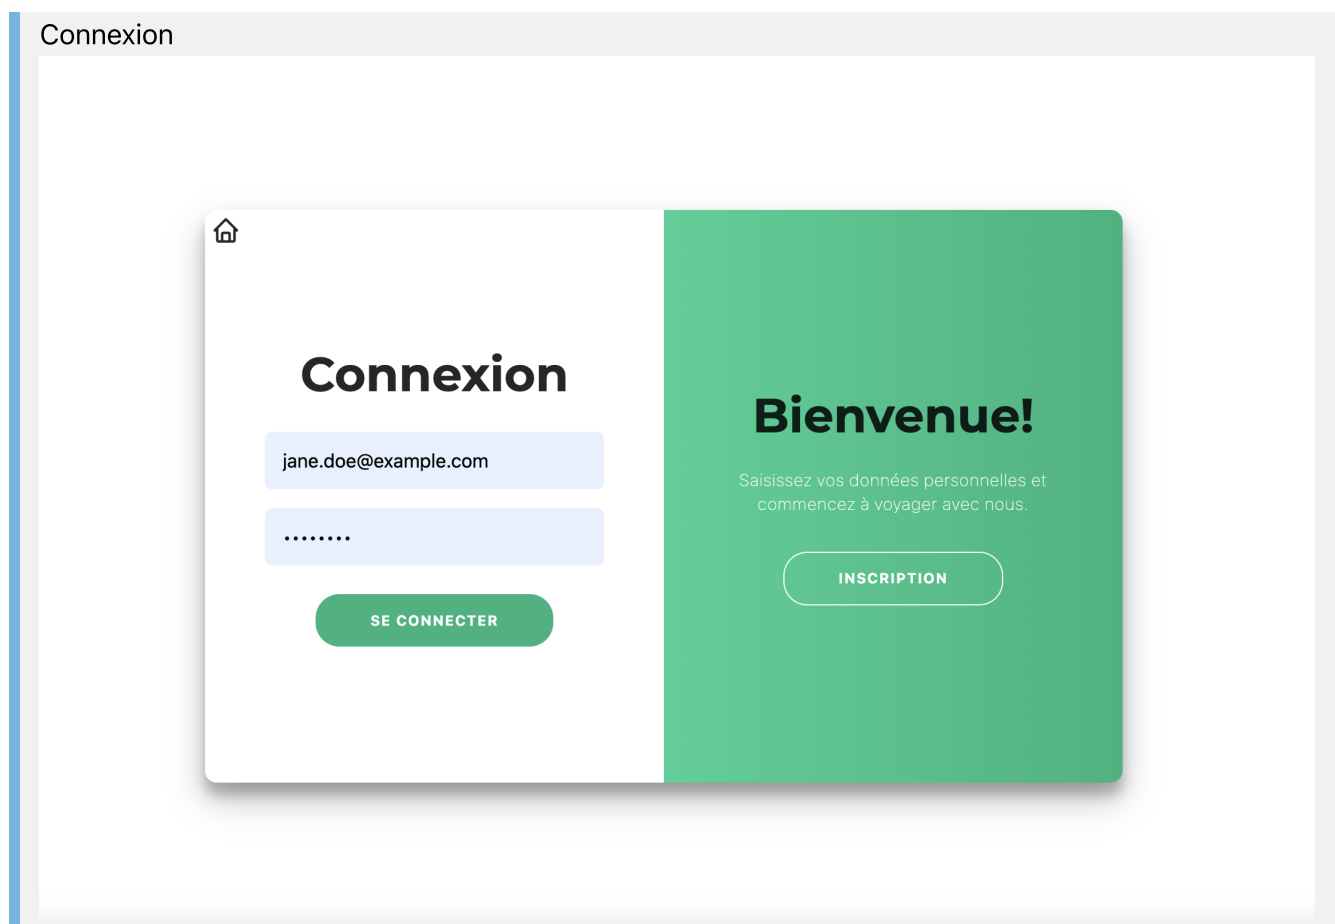 Connexion
Connexion
jane.doe@example.com
••••••••
SE CONNECTER
Bienvenue!
Saisissez vos données personnelles et
commencez à voyager avec nous.
INSCRIPTION